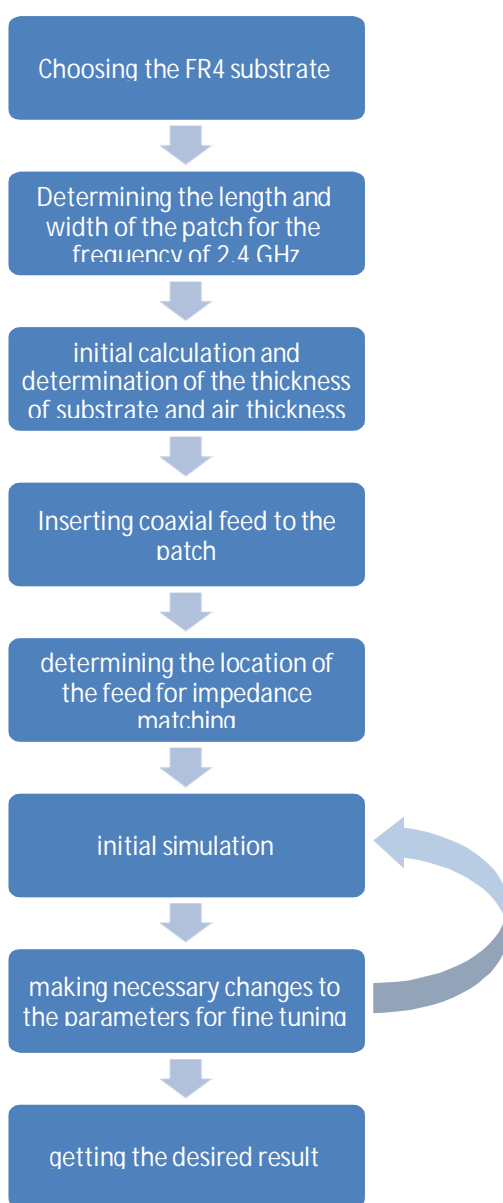 Choosing the FR4 substrate
Determining the length and
width of the patch for the
frequency of 2.4 GHz
initial calculation and
determination of the thickness
of substrate and air thickness
Inserting coaxial feed to the
patch
determining the location of
the feed for impedance
matching
initial simulation
making necessary changes to
the parameters for fine tuning
getting the desired result